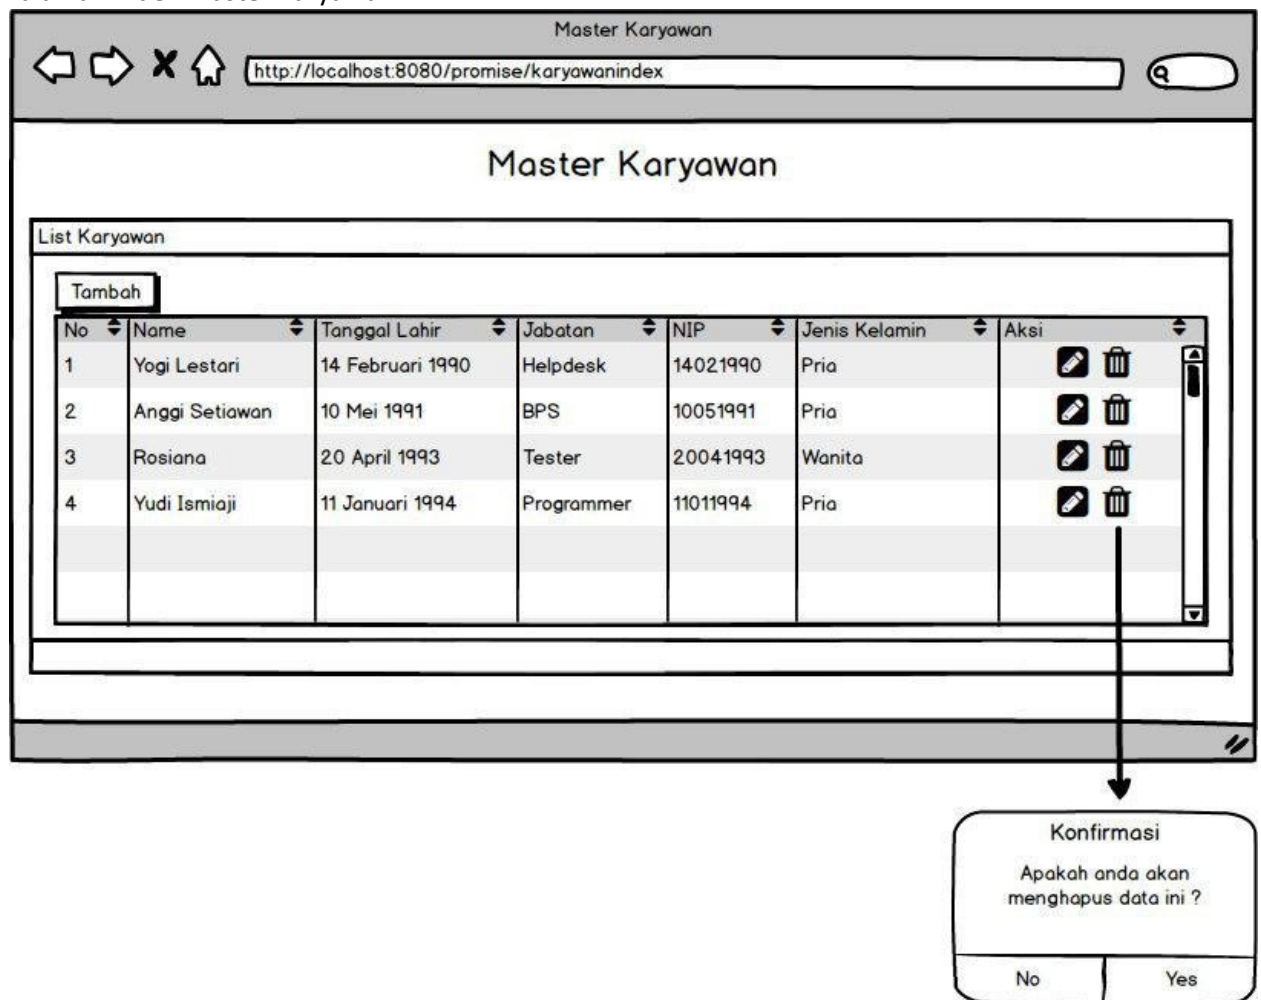 Master Karyawan
http://localhost:8080/promise/karyawanindex
Master Karyawan
List Karyawan
Tambah
No Name Tanggal Lahir Jabatan NIP Jenis Kelamin Aksi
1 Yogi Lestari 14 Februari 1990 Helpdesk 14021990 Pria
2 Anggi Setiawan 10 Mei 1991 BPS 10051991 Pria
3 Rosiana 20 April 1993 Tester 20041993 Wanita
4 Yudi Ismiaji 11 Januari 1994 Programmer 11011994 Pria
Konfirmasi
Apakah anda akan
menghapus data ini ?
No Yes